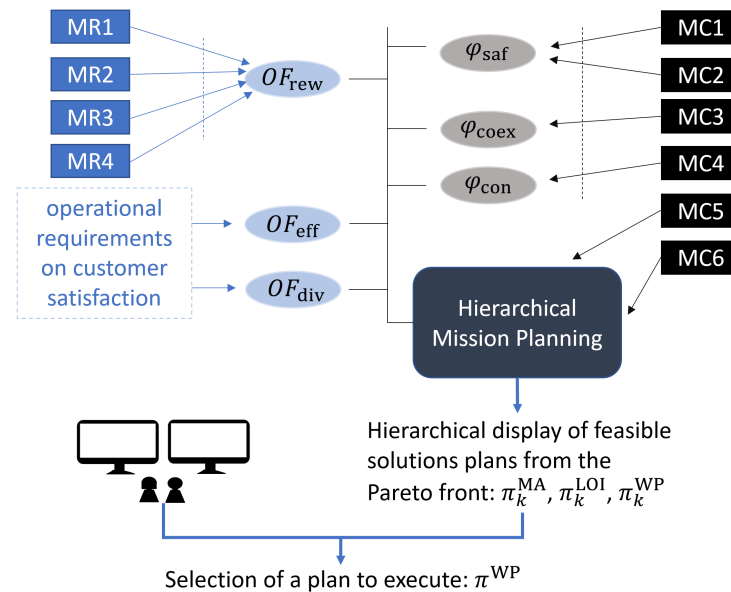 MR1
MR2
MR3
MR4
OF_rew
φ_saf
φ_coex
φ_con
MC1
MC2
MC3
MC4
MC5
MC6
operational
requirements
on customer
satisfaction
OF_eff
OF_div
Hierarchical
Mission Planning
Hierarchical display of feasible
solutions plans from the
Pareto front: π_k^MA, π_k^LOI, π_k^WP
Selection of a plan to execute: π^WP